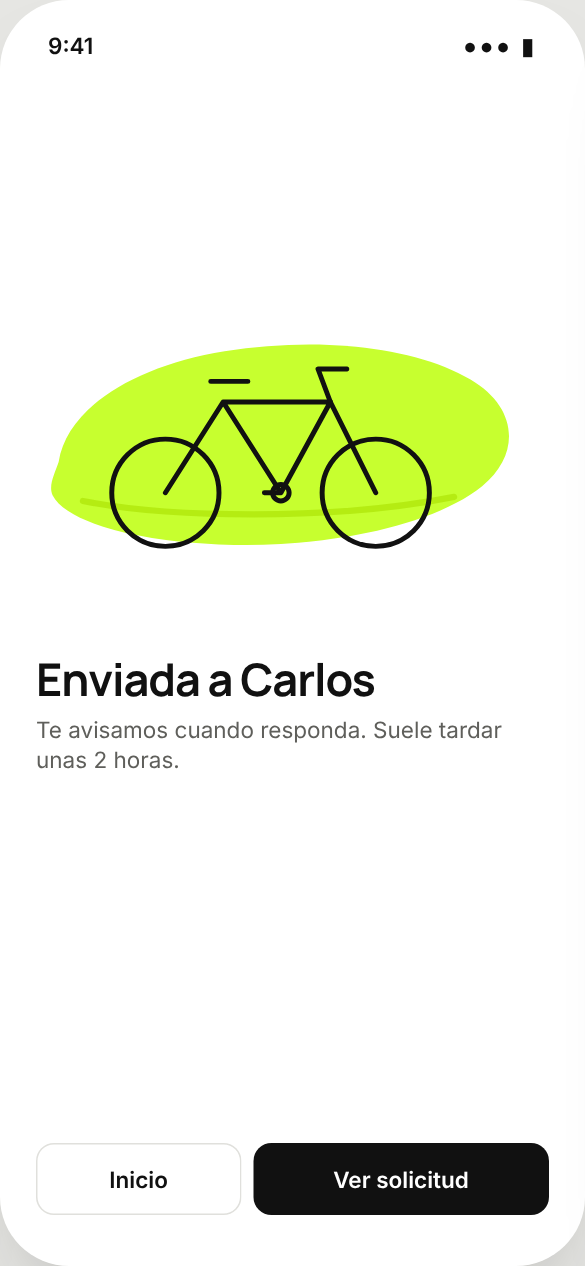 9:41
Enviada a Carlos
Te avisamos cuando responda. Suele tardar
unas 2 horas.
Inicio
Ver solicitud